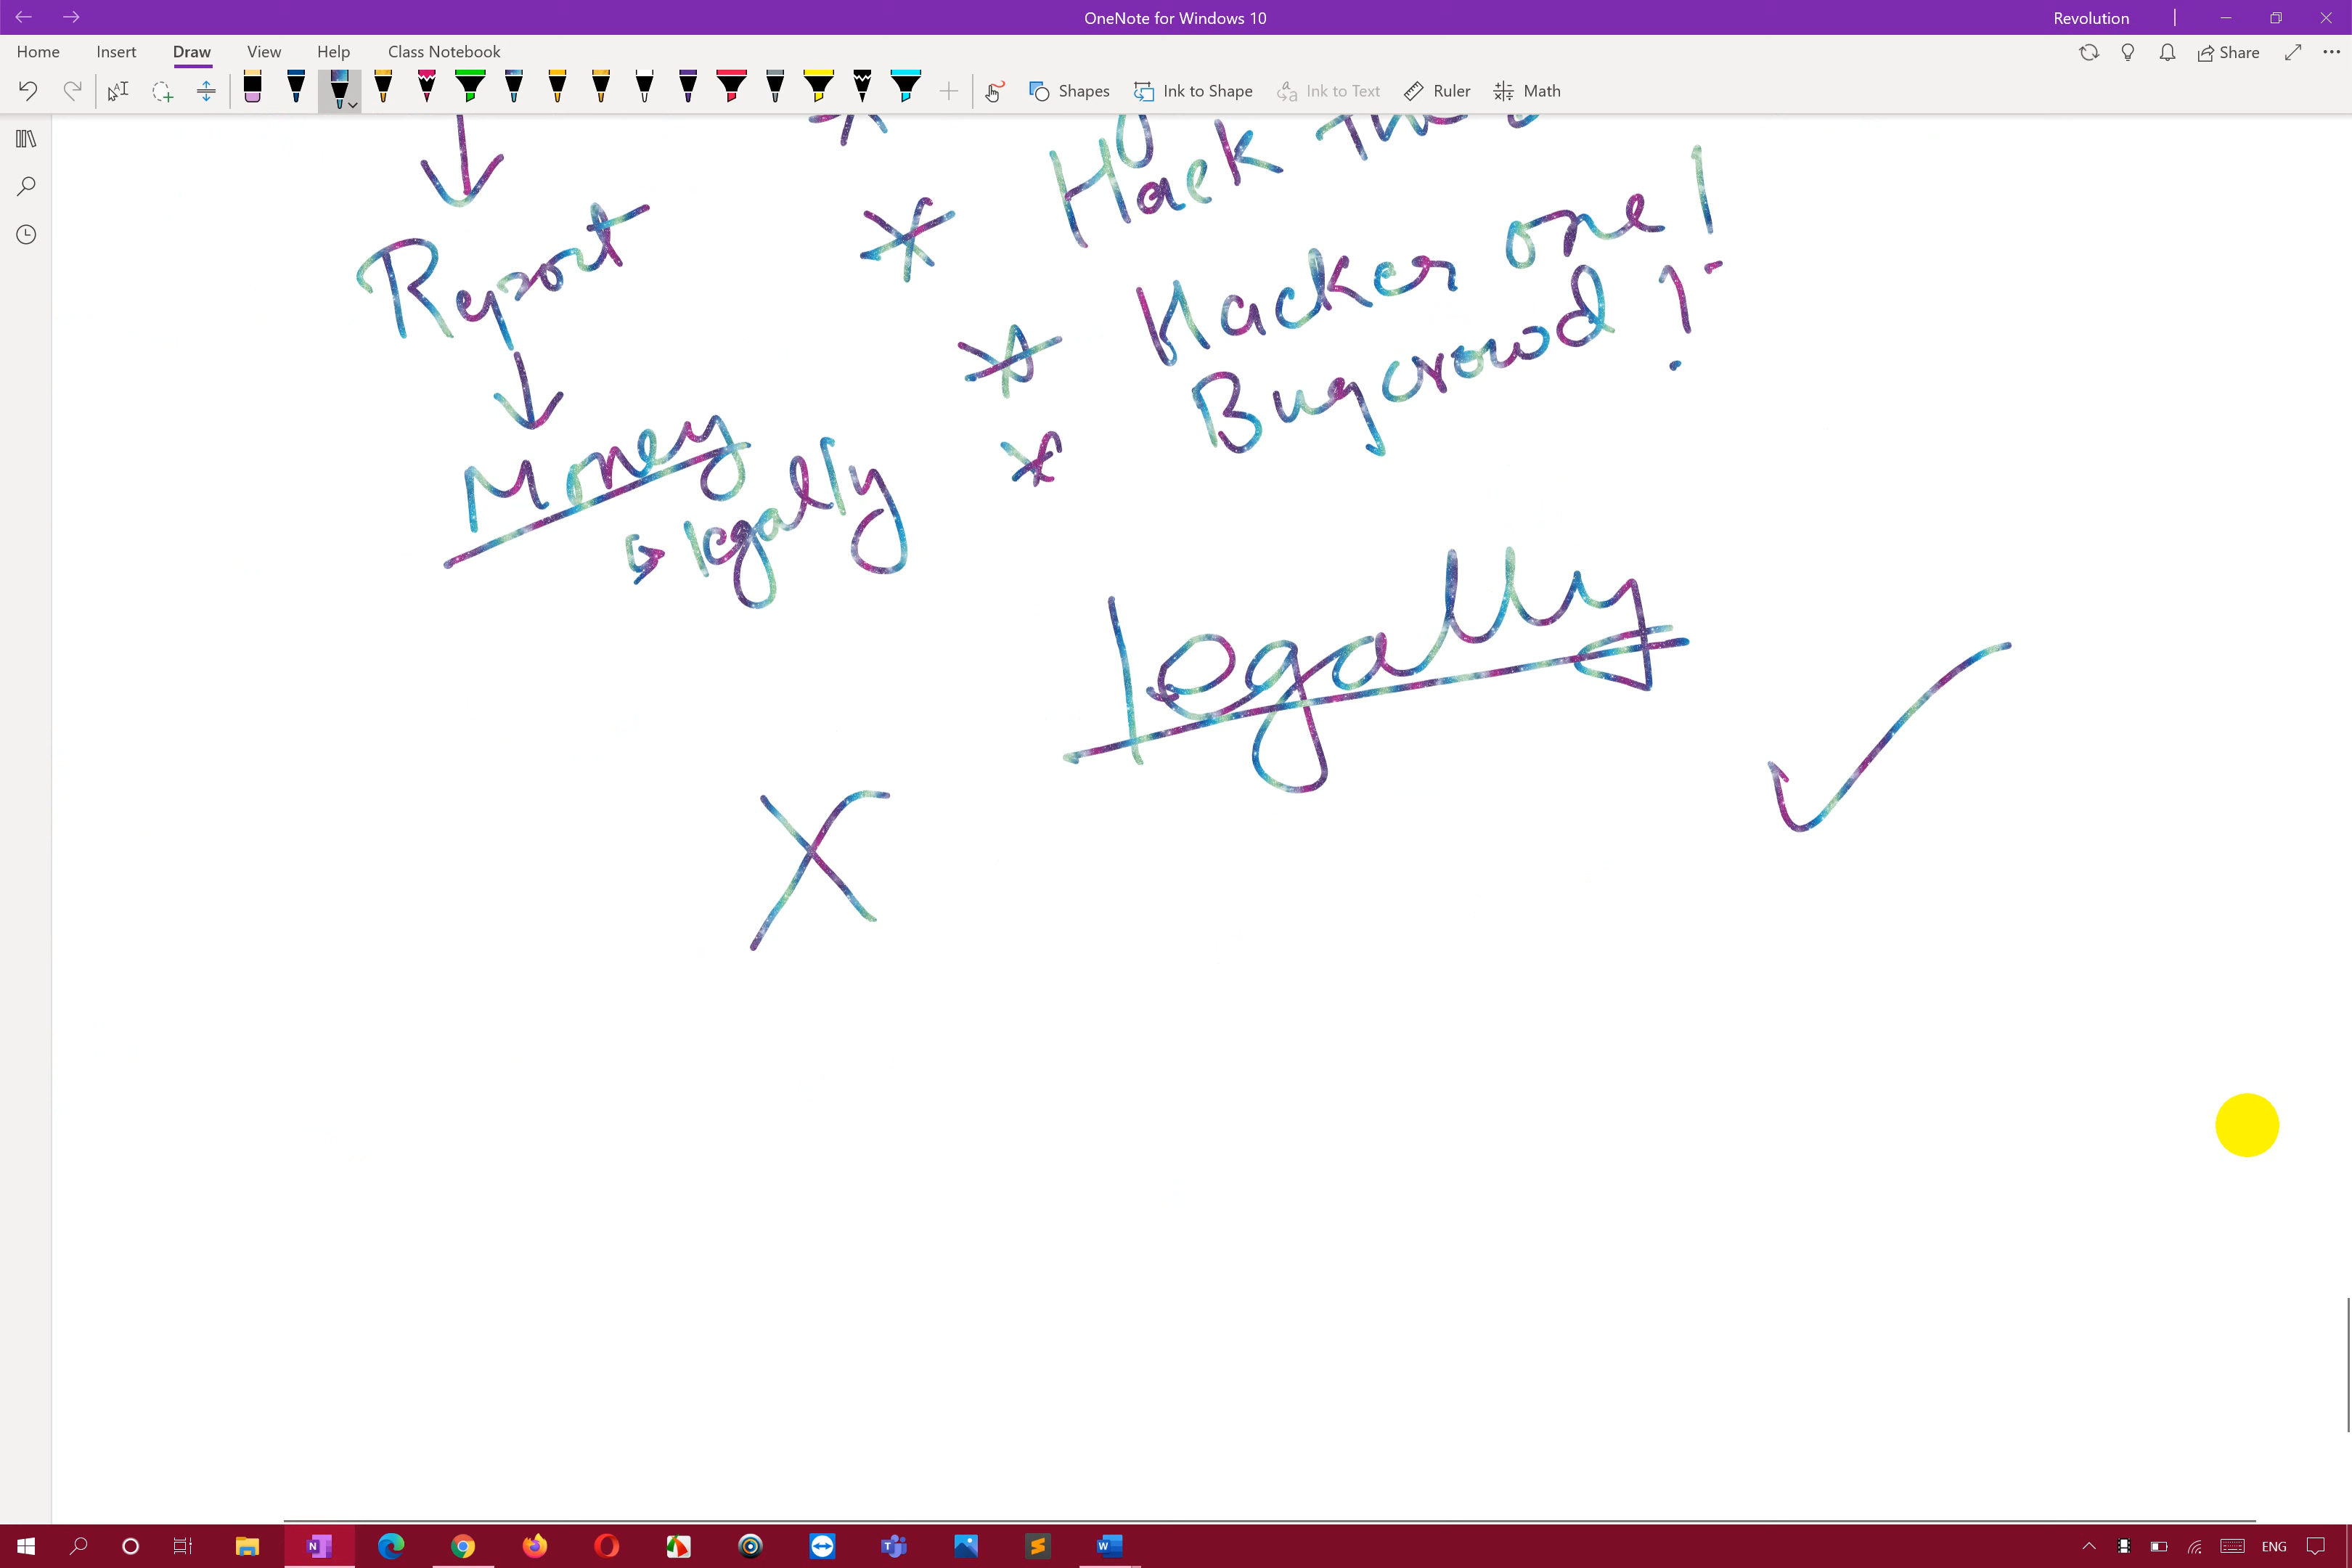 OneNote for Windows 10
Revolution
Home Insert Draw View Help Class Notebook
Share
Shapes Ink to Shape Ink to Text Ruler Math
Hack
Report
* Hacker one !
* Bugcrowd !
Money
legally
legally
ENG